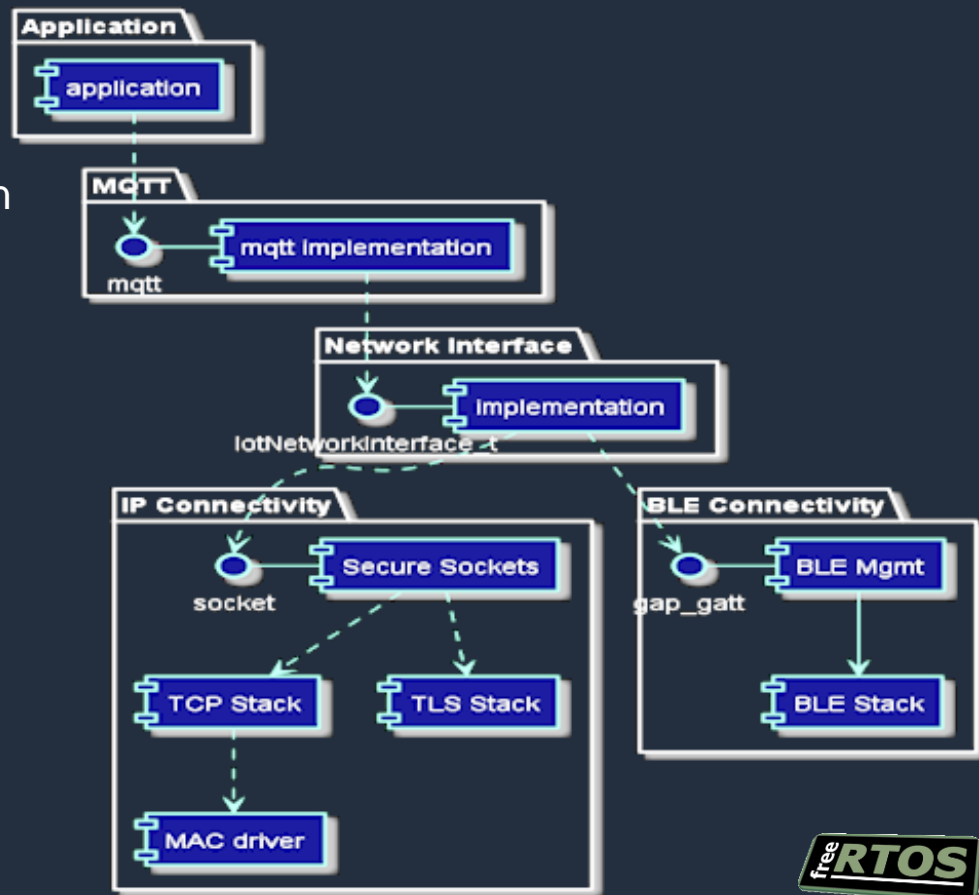 Application
application
n
MQTT
mqtt implementation
mqtt
Network Interface
implementation
IotNetworkInterface_t
IP Connectivity
BLE Connectivity
Secure Sockets
BLE Mgmt
socket
gap_gatt
TCP Stack
TLS Stack
BLE Stack
MAC driver
free RTOS